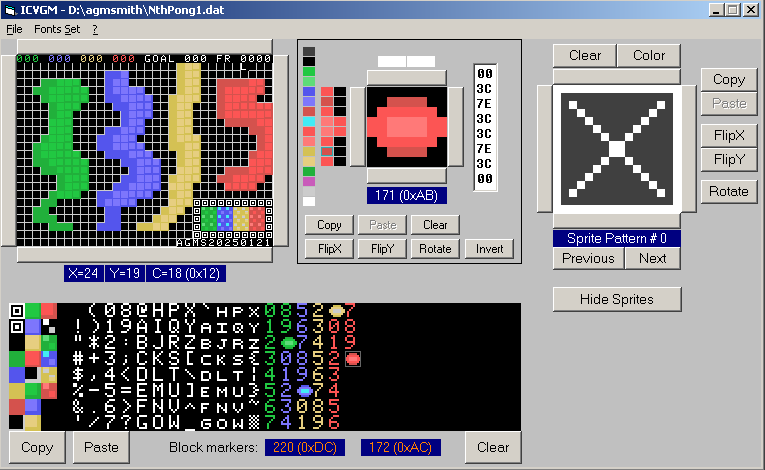 ICVGM - D:\agmsmith\NthPong1.dat
File Fonts Set ?
000 000 000 000 GOAL 000 FR 0000
AGMS20250121
X=24 Y=19 C=18 (0x12)
00
3C
7E
3C
3C
7E
3C
00
171 (0xAB)
Copy Paste Clear
FlipX FlipY Rotate Invert
Clear Color
Sprite Pattern # 0
Previous Next
Hide Sprites
Copy
Paste
FlipX
FlipY
Rotate
(08@HPX`HPX0852 7
!)19AIQYAIQY196308
"*2:BJRZBJRZ2 7419
#+3;CKS[CKS{30852
$,4<DLT\DLT|41963
%-5=EMU]EMU}52 74
&.6>FNV^FNV~63085
'/7?GOW_GOW 74196
Copy Paste Block markers: 220 (0xDC) 172 (0xAC) Clear